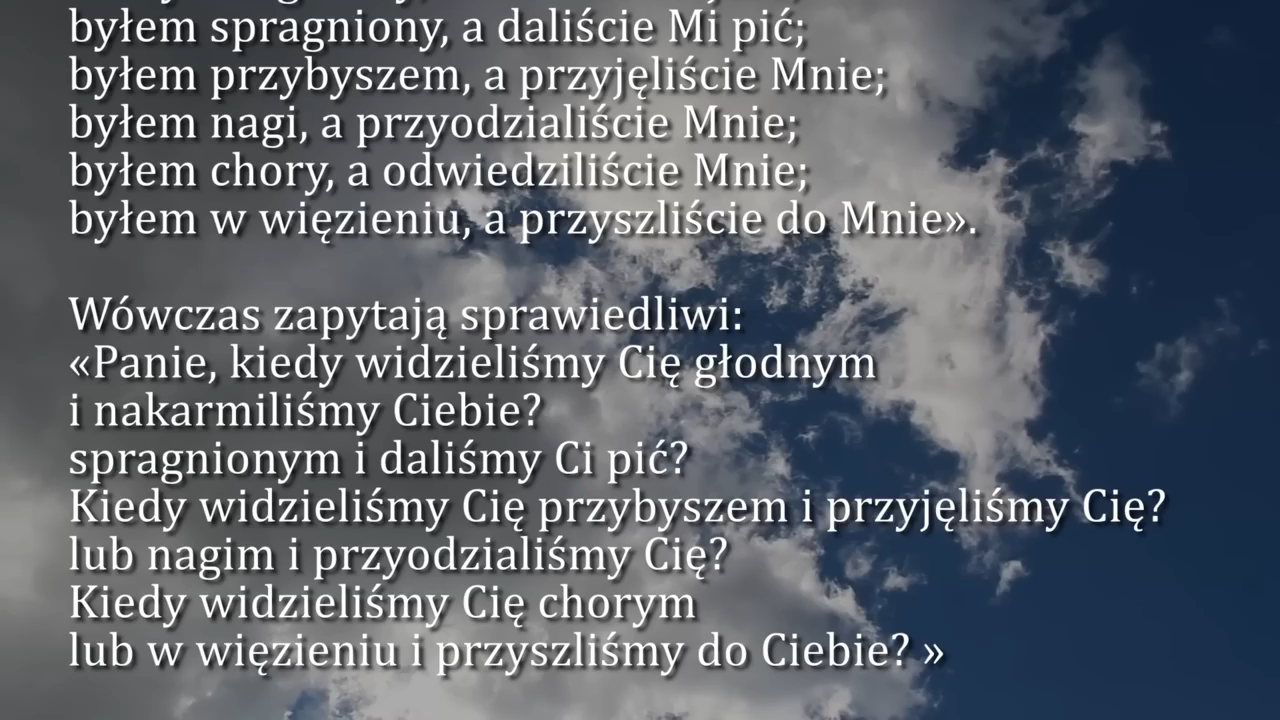 byłem spragniony, a daliście Mi pić;
byłem przybyszem, a przyjęliście Mnie;
byłem nagi, a przyodzialiście Mnie;
byłem chory, a odwiedziliście Mnie;
byłem w więzieniu, a przyszliście do Mnie».
Wówczas zapytają sprawiedliwi:
«Panie, kiedy widzieliśmy Cię głodnym
i nakarmiliśmy Ciebie?
spragnionym i daliśmy Ci pić?
Kiedy widzieliśmy Cię przybyszem i przyjęliśmy Cię?
lub nagim i przyodzialiśmy Cię?
Kiedy widzieliśmy Cię chorym
lub w więzieniu i przyszliśmy do Ciebie? »